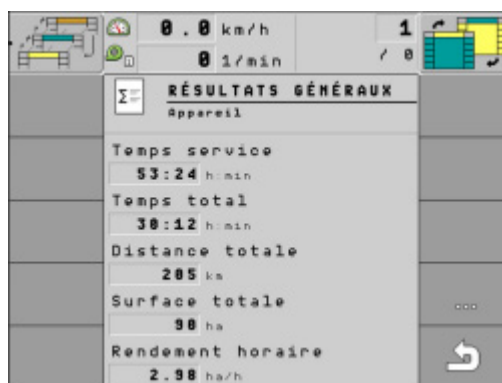 0.0 km/h 1
0 1/min / 0
RÉSULTATS GÉNÉRAUX
Appareil
Temps service
53:24 h:min
Temps total
30:12 h:min
Distance totale
205 km
Surface totale
90 ha
Rendement horaire
2.98 ha/h